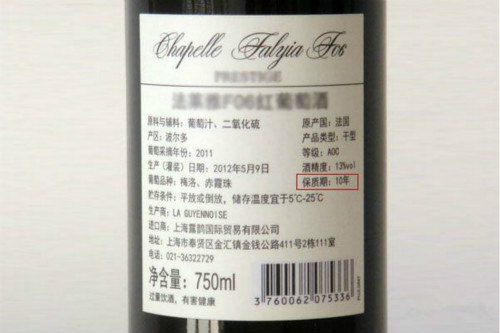 Chapelle Falyia F06
PRESTIGE
法莱雅F06红葡萄酒
原料与辅料: 葡萄汁、二氧化硫 原产国: 法国
产区: 波尔多 产品类型: 干型
葡萄采摘年份: 2011 等级: AOC
生产(灌装)日期: 2012年5月9日 酒精度: 13%vol
葡萄品种: 梅洛、赤霞珠 保质期: 10年
贮存条件: 平放或倒放, 储存温度宜于5℃-25℃
生产商: LA GUYENNOISE
进口商: 上海露鹊国际贸易有限公司
地址: 上海市奉贤区金汇镇金钱公路411号2栋111室
电话: 021-36322729
净含量: 750ml
过量饮酒, 有害健康
3 760062 075336